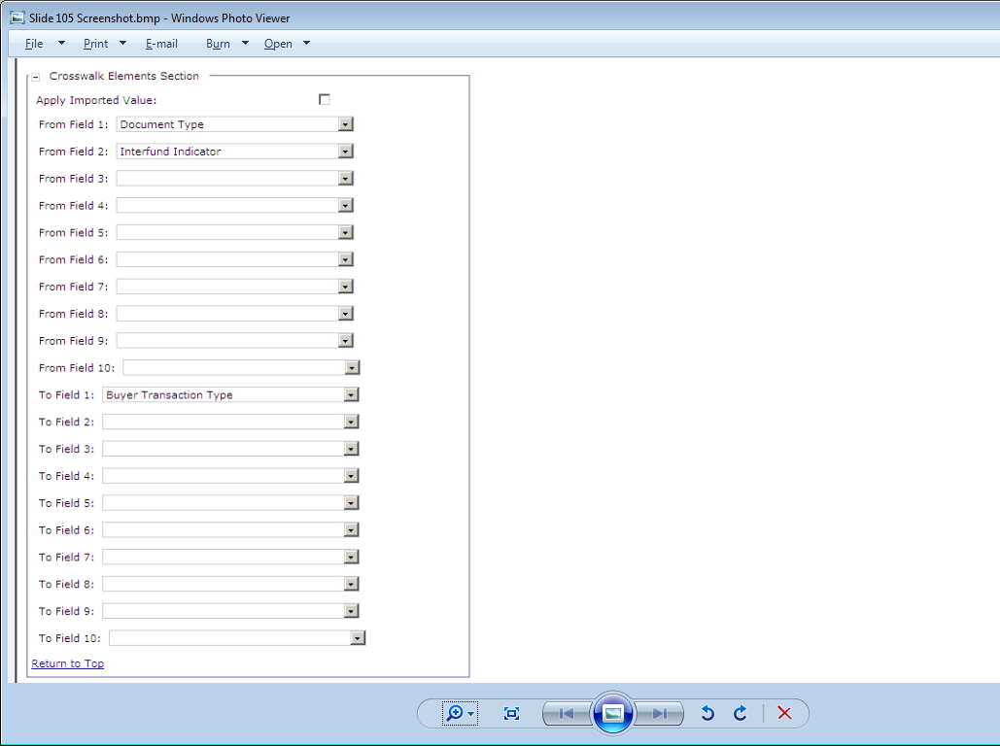 Slide 105 Screenshot.bmp - Windows Photo Viewer
File Print E-mail Burn Open
Crosswalk Elements Section
Apply Imported Value:
From Field 1: Document Type
From Field 2: Interfund Indicator
From Field 3:
From Field 4:
From Field 5:
From Field 6:
From Field 7:
From Field 8:
From Field 9:
From Field 10:
To Field 1: Buyer Transaction Type
To Field 2:
To Field 3:
To Field 4:
To Field 5:
To Field 6:
To Field 7:
To Field 8:
To Field 9:
To Field 10:
Return to Top